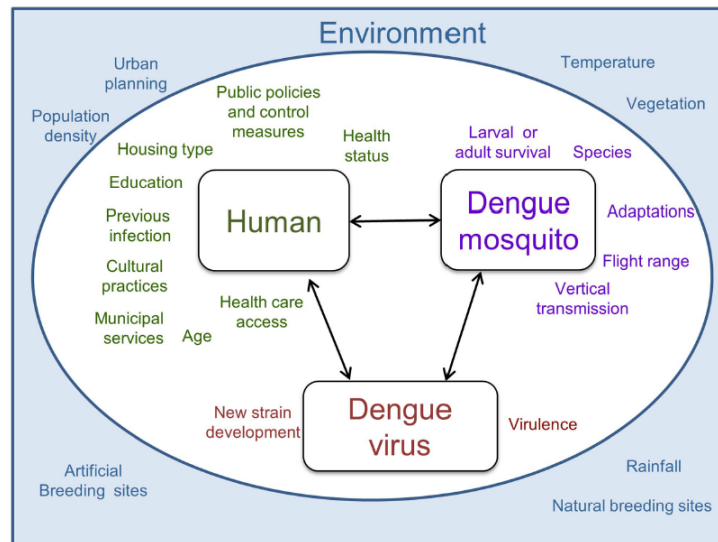 Environment
Urban
planning
Temperature
Population
density
Vegetation
Public policies
and control
measures
Housing type
Health
status
Larval or
adult survival
Species
Education
Human
Dengue
mosquito
Adaptations
Previous
infection
Cultural
practices
Flight range
Vertical
transmission
Municipal
services
Age
Health care
access
New strain
development
Dengue
virus
Virulence
Artificial
Breeding sites
Rainfall
Natural breeding sites